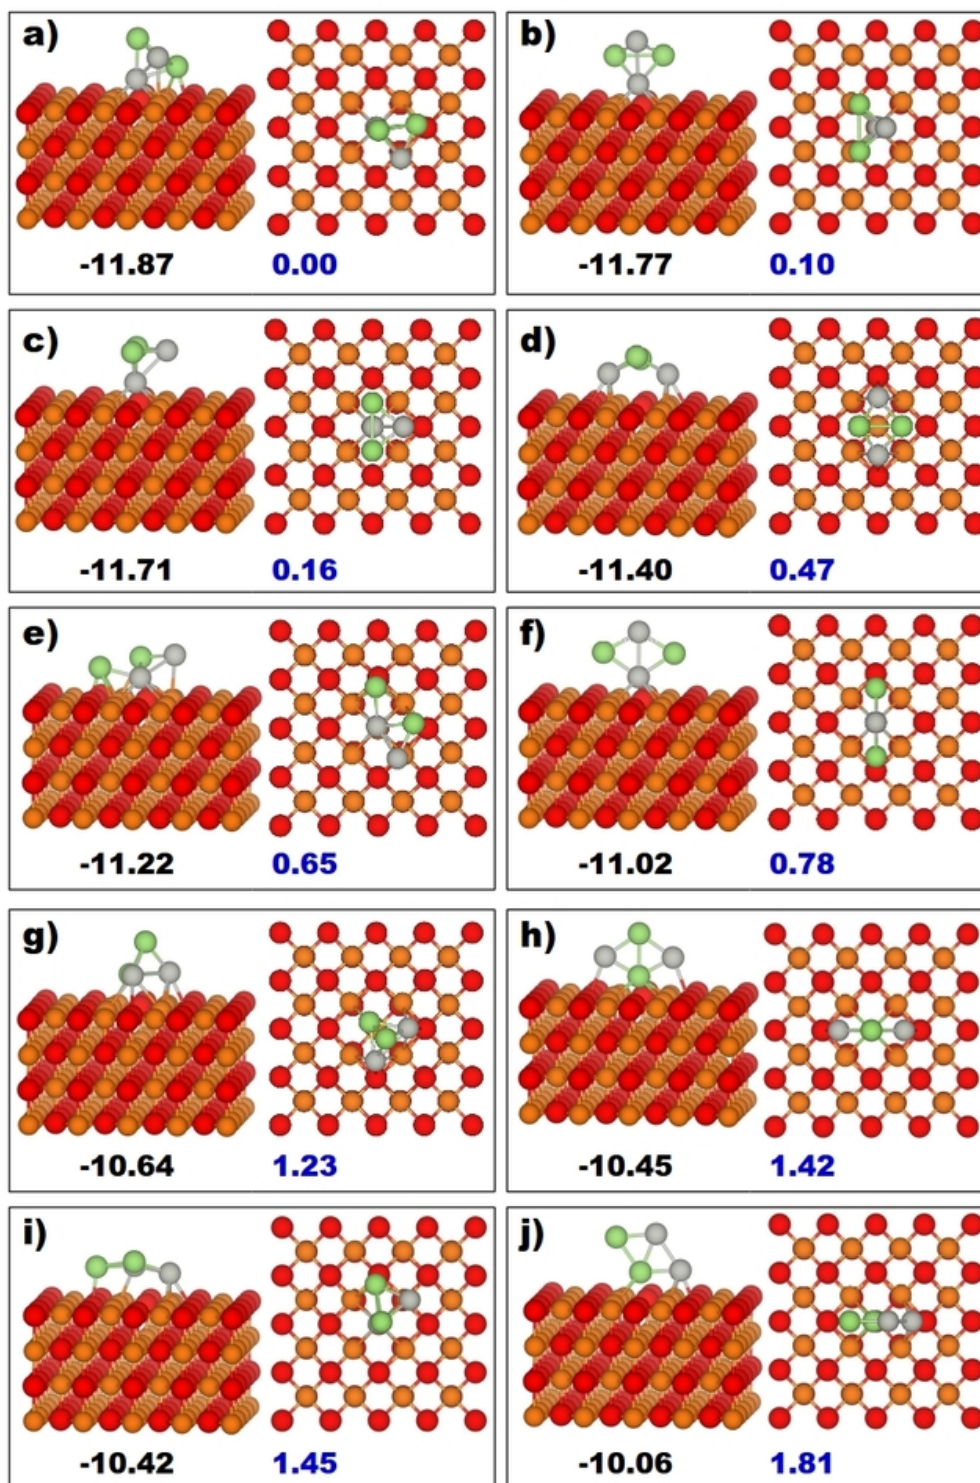 a) b)
-11.87 0.00 -11.77 0.10
c) d)
-11.71 0.16 -11.40 0.47
e) f)
-11.22 0.65 -11.02 0.78
g) h)
-10.64 1.23 -10.45 1.42
i) j)
-10.42 1.45 -10.06 1.81